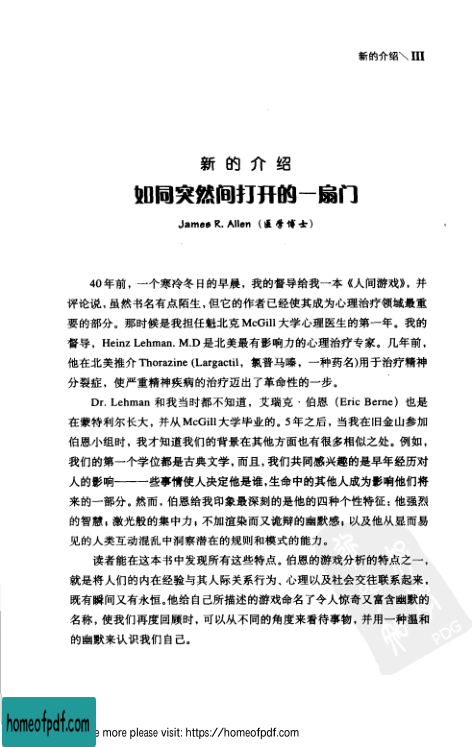 新的介绍＼III
新 的 介 绍
如同突然间打开的一扇门
James R. Allen（医学博士）
40年前，一个寒冷冬日的早晨，我的督导给我一本《人间游戏》，并
评论说，虽然书名有点陌生，但它的作者已经使其成为心理治疗领域最重
要的部分。那时候是我担任魁北克McGill大学心理医生的第一年。我的
督导，Heinz Lehman. M.D是北美最有影响力的心理治疗专家。几年前，
他在北美推介Thorazine (Largactil，氯普马嗪，一种药名)用于治疗精神
分裂症，使严重精神疾病的治疗迈出了革命性的一步。
Dr. Lehman 和我当时都不知道，艾瑞克·伯恩（Eric Berne）也是
在蒙特利尔长大，并从McGill大学毕业的。5年之后，当我在旧金山参加
伯恩小组时，我才知道我们的背景在其他方面也有很多相似之处。例如，
我们的第一个学位都是古典文学，而且，我们共同感兴趣的是早年经历对
人的影响———一些事情使人决定他是谁，生命中的其他人成为影响他们将
来的一部分。然而，伯恩给我印象最深刻的是他的四种个性特征：他强烈
的智慧；激光般的集中力；不加渲染而又诡辩的幽默感；以及他从显而易
见的人类互动混乱中洞察潜在的规则和模式的能力。
读者能在这本书中发现所有这些特点。伯恩的游戏分析的特点之一，
就是将人们的内在经验与其人际关系行为、心理以及社会交往联系起来，
既有瞬间又有永恒。他给自己所描述的游戏命名了令人惊奇又富含幽默的
名称，使我们再度回顾时，可以从不同的角度来看待事物，并用一种温和
的幽默来认识我们自己。
PDG
homeofpdf.com
e more please visit: https://homeofpdf.com